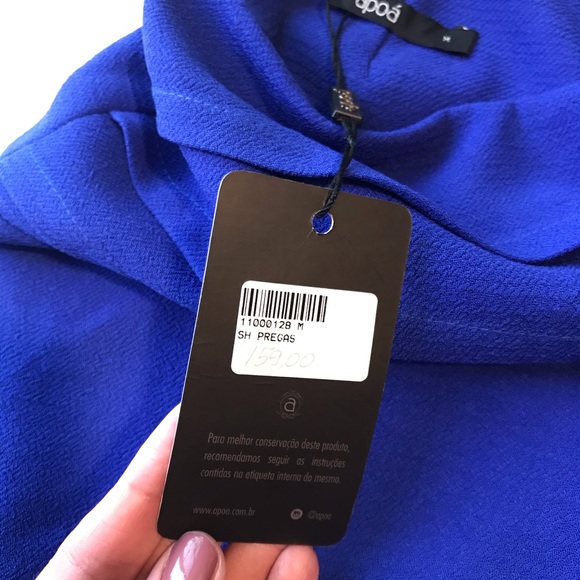 apoá
M
11000128 M
SH PREGAS
159,00
a
Para melhor conservação deste produto,
recomendamos seguir as instruções
contidas na etiqueta interna do mesmo.
www.apoa.com.br @apoa